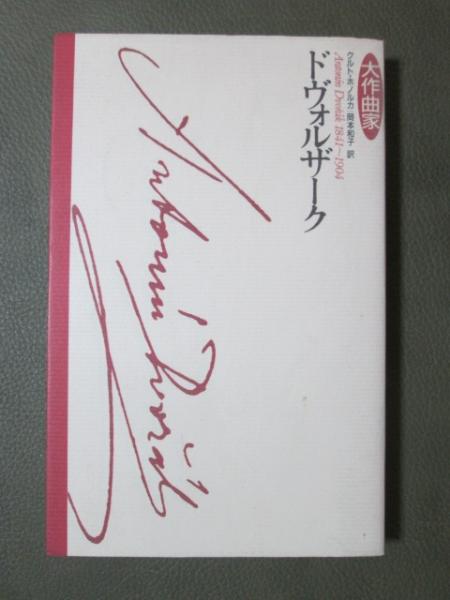 大作曲家
クルト・ホノルカ 岡本和子 訳
Antonín Dvořák 1841~1904
ドヴォルザーク
Antonín Dvořák